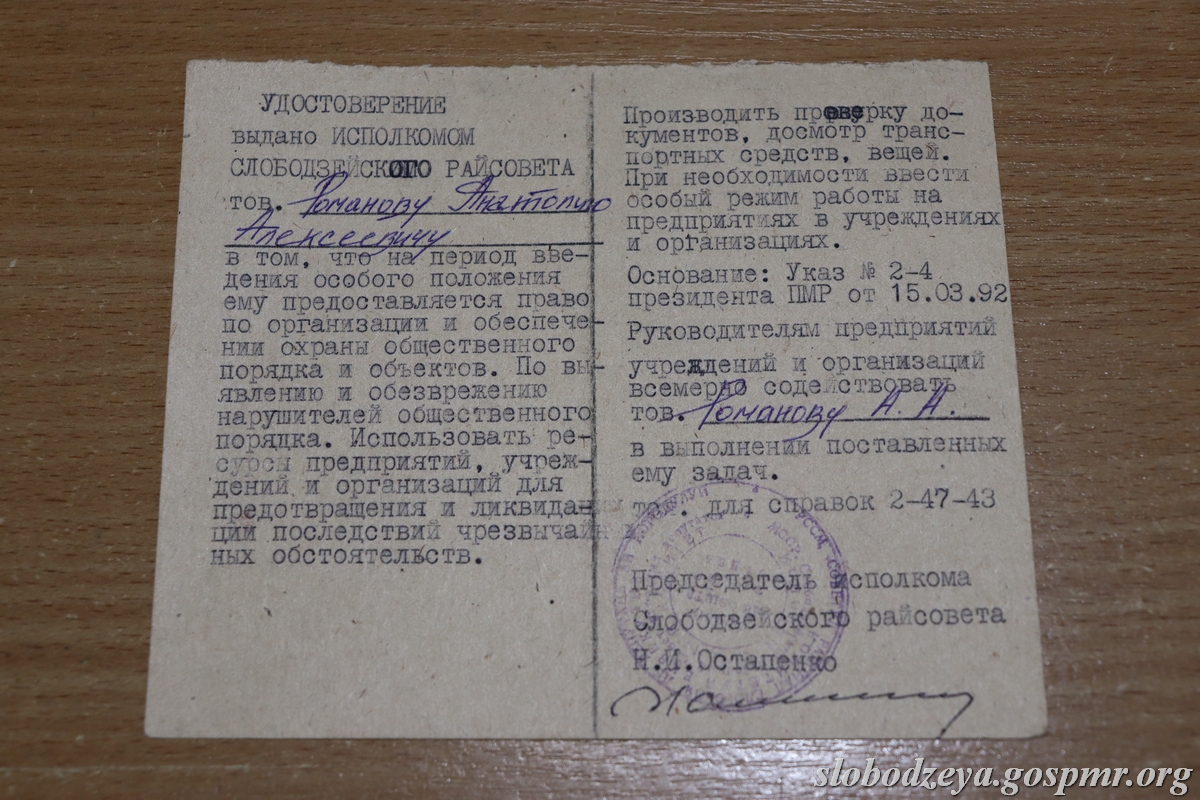 УДОСТОВЕРЕНИЕ
выдано ИСПОЛКОМОМ
СЛОБОДЗЕЙСКОГО РАЙСОВЕТА
тов. Романову Анатолию
Алексеевичу
в том, что на период вве-
дения особого положения
ему предоставляется право
по организации и обеспече-
нии охраны общественного
порядка и объектов. По вы-
явлению и обезврежению
нарушителей общественного
порядка. Использовать ре-
сурсы предприятий, учреж-
дений и организаций для
предотвращения и ликвидации
ции последствий чрезвычайн
ных обстоятельств.
Производить проверку до-
кументов, досмотр транс-
портных средств, вещей.
При необходимости ввести
особый режим работы на
предприятиях в учреждениях
и организациях.
Основание: Указ № 2-4
президента ПМР от 15.03.92
Руководителям предприятий
учреждений и организаций
всемерно содействовать
тов. Романову А. А.
в выполнении поставленных
ему задач.
тел. для справок 2-47-43
Председатель исполкома
Слободзейского райсовета
Н.И.Остапенко
slobodzeya.gospmr.org